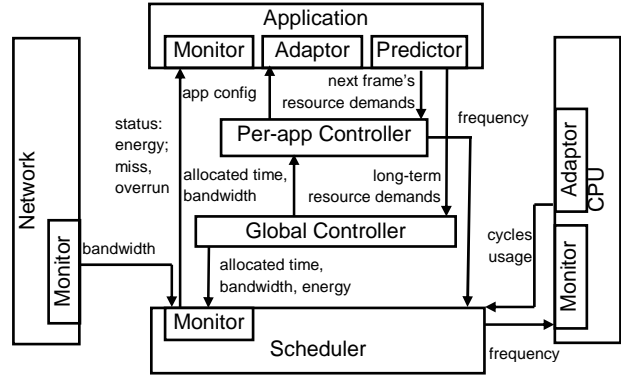 Application
Monitor
Adaptor
Predictor
app config
next frame's
resource demands
frequency
status:
energy;
miss,
overrun
Per-app Controller
allocated time,
bandwidth
long-term
resource demands
Network
Monitor
bandwidth
Global Controller
allocated time,
bandwidth, energy
Adaptor
CPU
Monitor
cycles
usage
Monitor
Scheduler
frequency